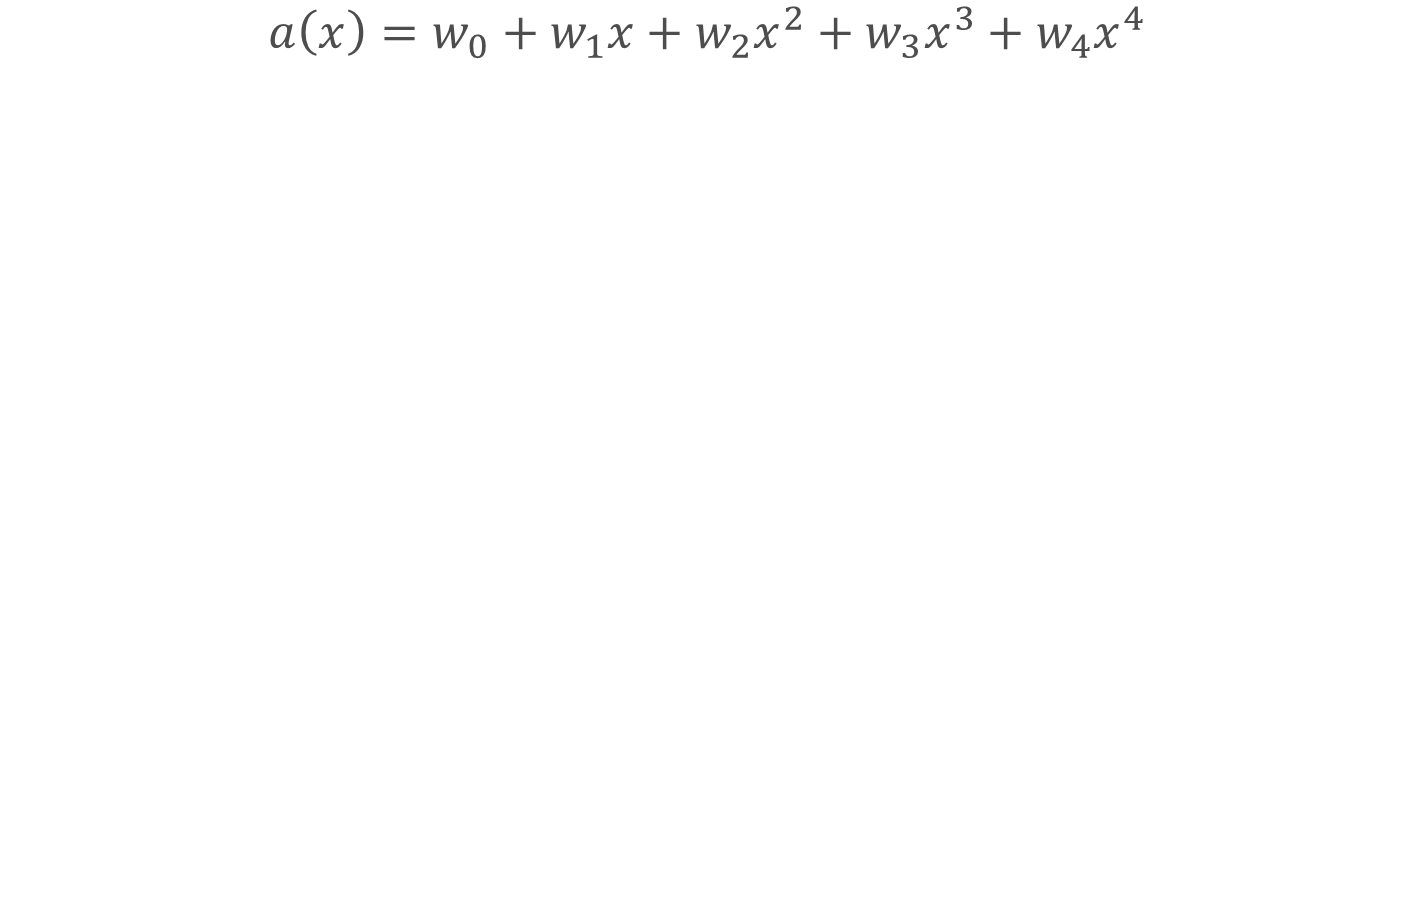 a(x) = w₀ + w₁x + w₂x² + w₃x³ + w₄x⁴